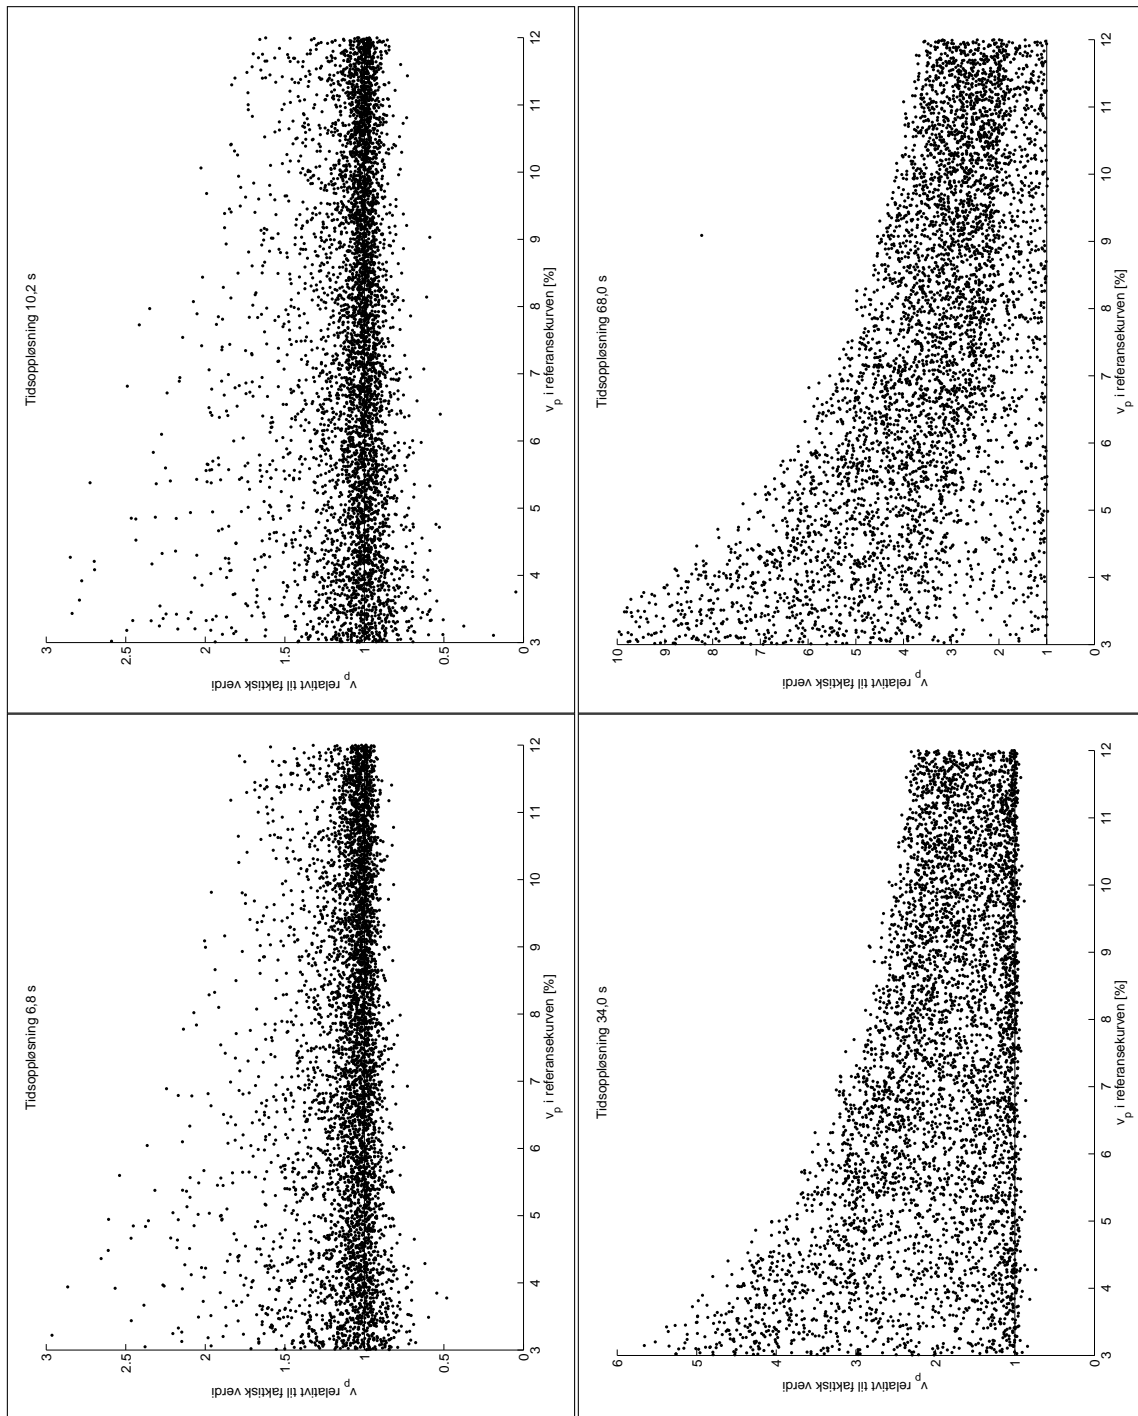 Tidsoppløsning 6,8 s
v_p relativt til faktisk verdi
3
2.5
2
1.5
1
0.5
0
3 4 5 6 7 8 9 10 11 12
v_p i referansekurven [%]
Tidsoppløsning 10,2 s
v_p relativt til faktisk verdi
3
2.5
2
1.5
1
0.5
0
3 4 5 6 7 8 9 10 11 12
v_p i referansekurven [%]
Tidsoppløsning 34,0 s
v_p relativt til faktisk verdi
6
5
4
3
2
1
0
3 4 5 6 7 8 9 10 11 12
v_p i referansekurven [%]
Tidsoppløsning 68,0 s
v_p relativt til faktisk verdi
10
9
8
7
6
5
4
3
2
1
0
3 4 5 6 7 8 9 10 11 12
v_p i referansekurven [%]